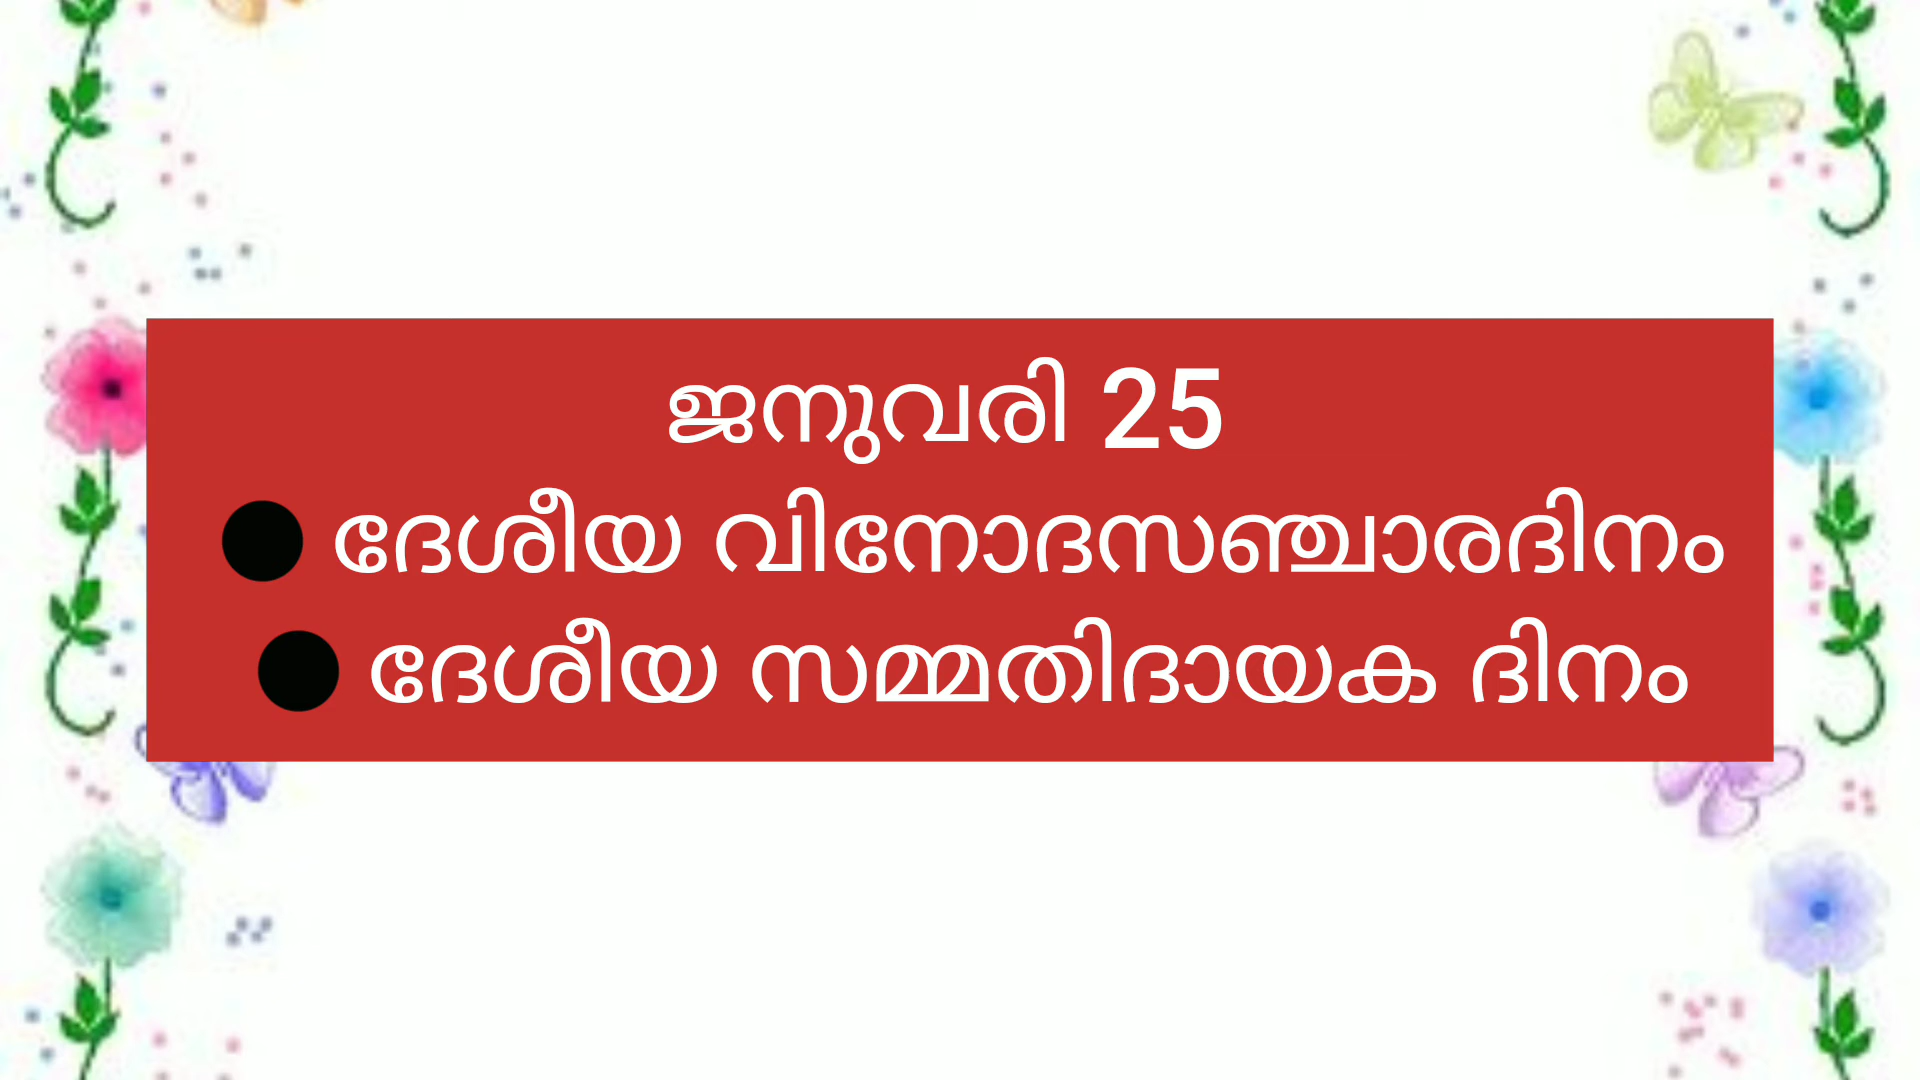 ജനുവരി 25
● ദേശീയ വിനോദസഞ്ചാരദിനം
● ദേശീയ സമ്മതിദായക ദിനം